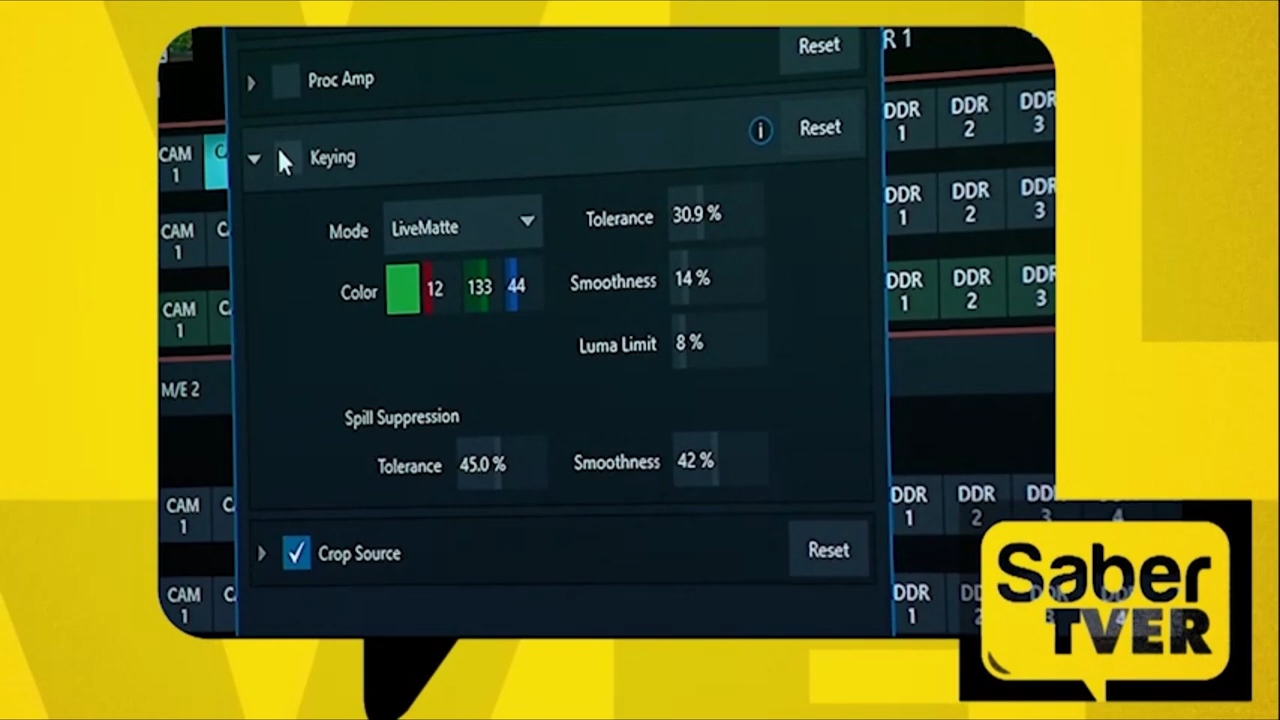 Reset
R 1
Proc Amp
DDR 1
DDR 2
DDR 3
Reset
CAM 1
Keying
Mode
LiveMatte
Tolerance
30.9 %
DDR 1
DDR 2
DDR 3
CAM 1
Color
12
133
44
Smoothness
14 %
DDR 1
DDR 2
DDR 3
CAM 1
Luma Limit
8 %
M/E 2
Spill Suppression
Tolerance
45.0 %
Smoothness
42 %
CAM 1
DDR 1
DDR 2
DDR 3
4
Crop Source
Reset
CAM 1
DDR 1
Saber
TVER